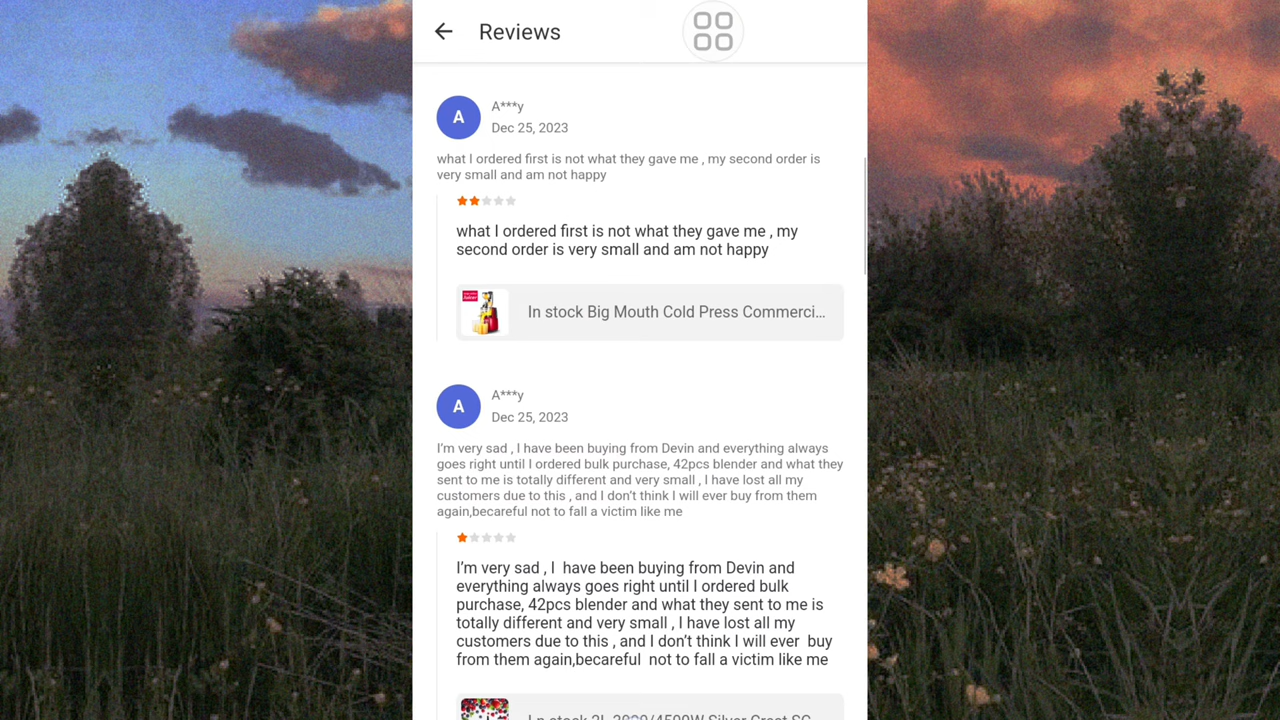 Reviews
A
A***y
Dec 25, 2023
what I ordered first is not what they gave me , my second order is
very small and am not happy
what I ordered first is not what they gave me , my
second order is very small and am not happy
In stock Big Mouth Cold Press Commerci...
A
A***y
Dec 25, 2023
I'm very sad , I have been buying from Devin and everything always
goes right until I ordered bulk purchase, 42pcs blender and what they
sent to me is totally different and very small , I have lost all my
customers due to this , and I don't think I will ever buy from them
again,becareful not to fall a victim like me
I'm very sad , I  have been buying from Devin and
everything always goes right until I ordered bulk
purchase, 42pcs blender and what they sent to me is
totally different and very small , I have lost all my
customers due to this , and I don't think I will ever  buy
from them again,becareful  not to fall a victim like me